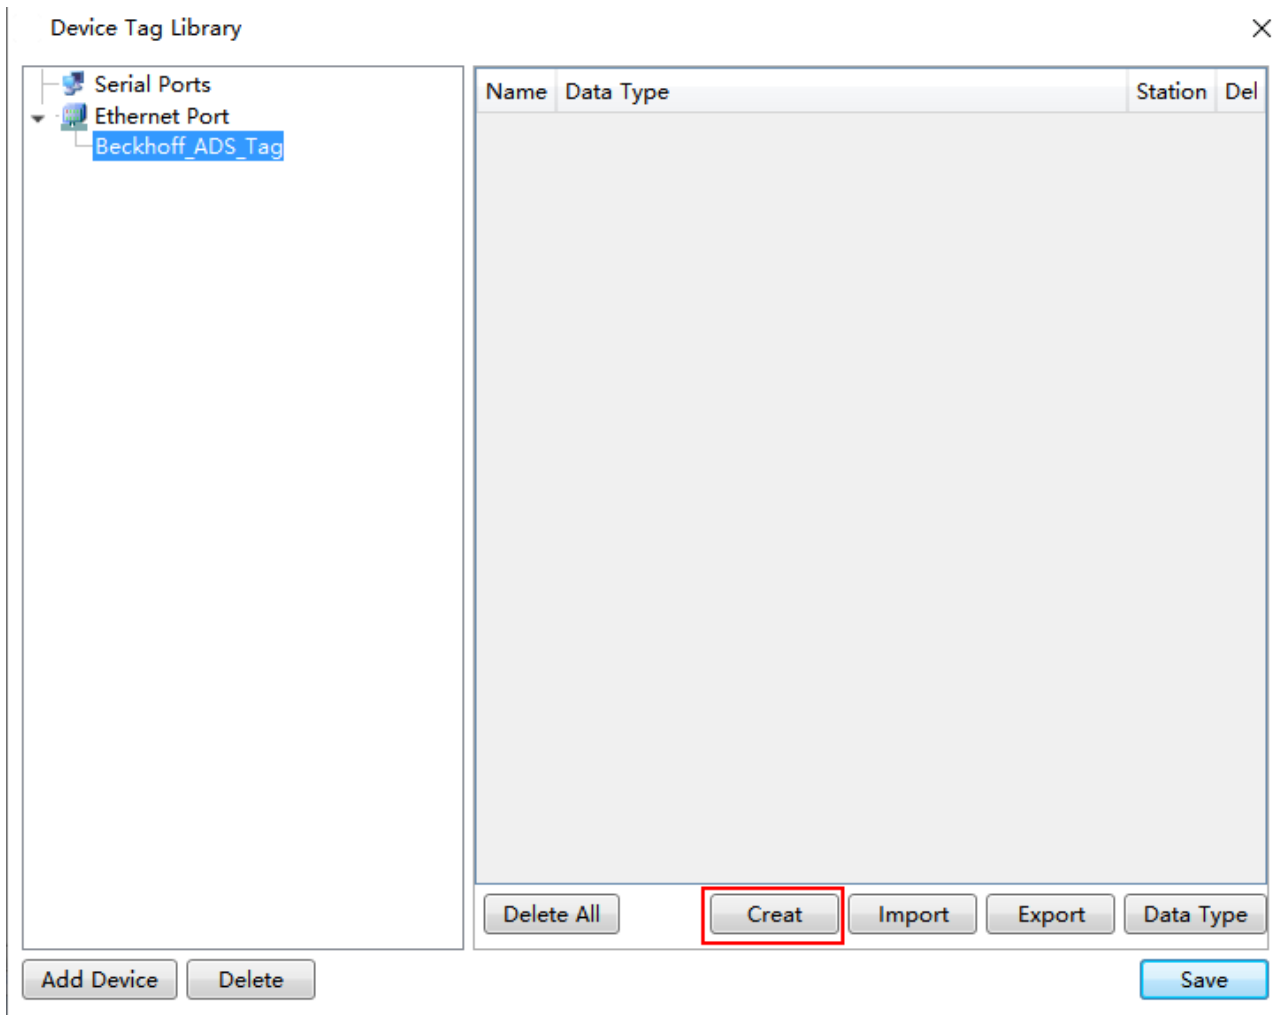 Device Tag Library
Serial Ports
Ethernet Port
Beckhoff_ADS_Tag
Name Data Type Station Del
Delete All Creat Import Export Data Type
Add Device Delete Save